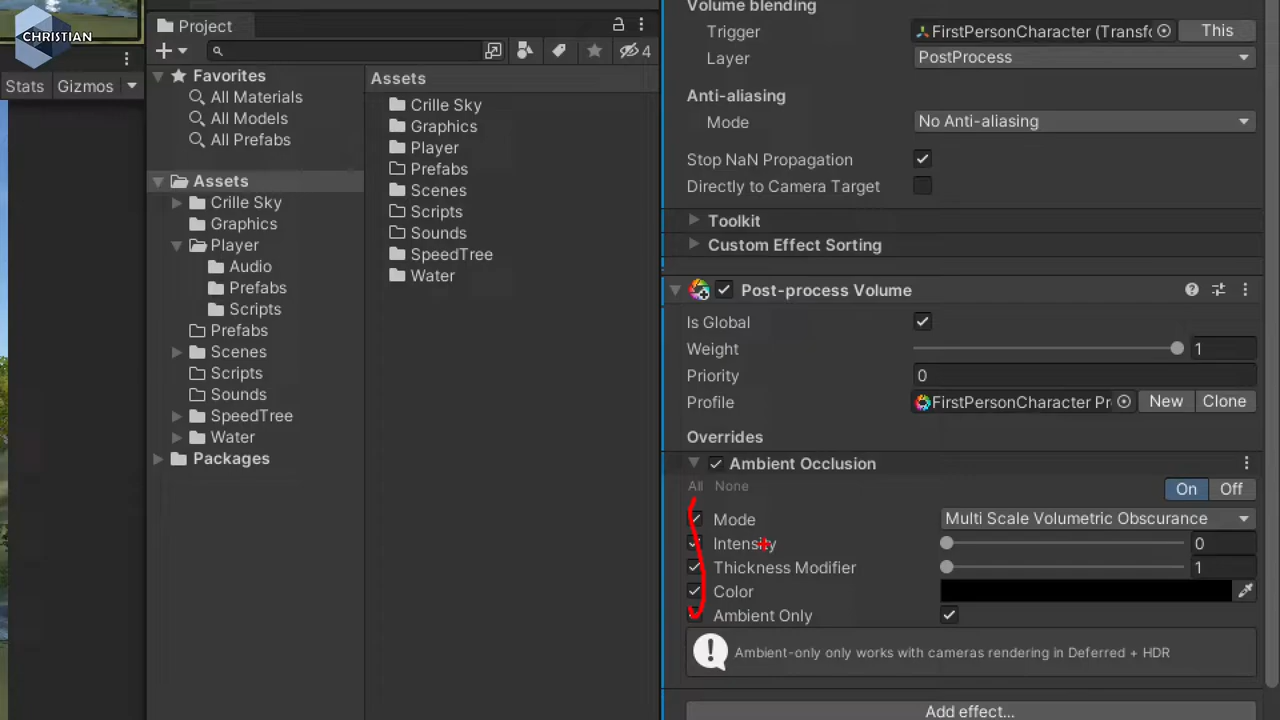 CHRISTIAN
Stats Gizmos
Project
4
Favorites
All Materials
All Models
All Prefabs
Assets
Crille Sky
Graphics
Player
Audio
Prefabs
Scripts
Prefabs
Scenes
Scripts
Sounds
SpeedTree
Water
Packages
Assets
Crille Sky
Graphics
Player
Prefabs
Scenes
Scripts
Sounds
SpeedTree
Water
Volume blending
Trigger FirstPersonCharacter (Transfo This
Layer PostProcess
Anti-aliasing
Mode No Anti-aliasing
Stop NaN Propagation
Directly to Camera Target
Toolkit
Custom Effect Sorting
Post-process Volume
Is Global
Weight 1
Priority 0
Profile FirstPersonCharacter Pr New Clone
Overrides
Ambient Occlusion
All None On Off
Mode Multi Scale Volumetric Obscurance
Intensity 0
Thickness Modifier 1
Color
Ambient Only
Ambient-only only works with cameras rendering in Deferred + HDR
Add effect...